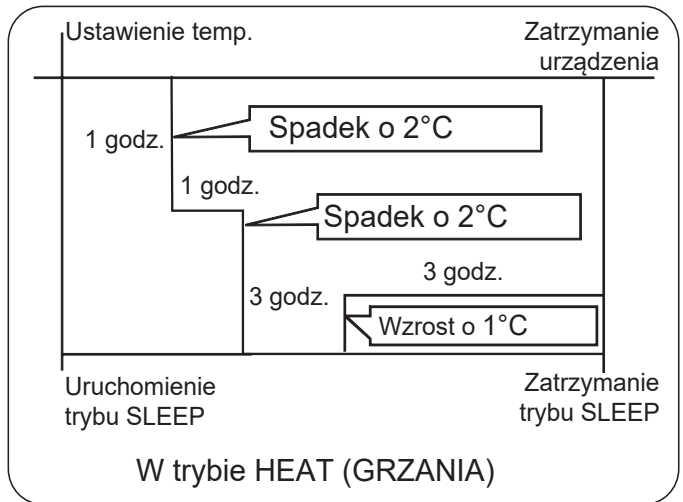 Ustawienie temp.
Zatrzymanie
urządzenia
1 godz.
Spadek o 2°C
1 godz.
Spadek o 2°C
3 godz.
3 godz.
Wzrost o 1°C
Uruchomienie
trybu SLEEP
Zatrzymanie
trybu SLEEP
W trybie HEAT (GRZANIA)